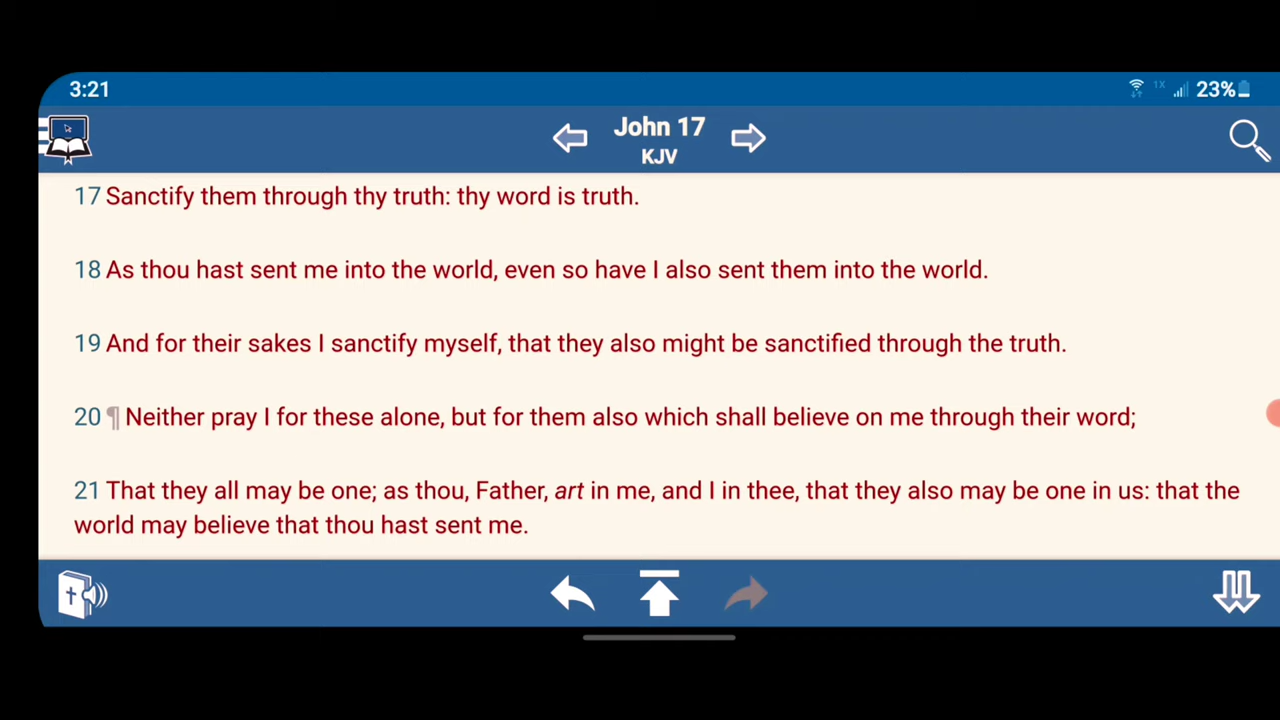 3:21
1X
23%
John 17
KJV
17 Sanctify them through thy truth: thy word is truth.
18 As thou hast sent me into the world, even so have I also sent them into the world.
19 And for their sakes I sanctify myself, that they also might be sanctified through the truth.
20 ¶ Neither pray I for these alone, but for them also which shall believe on me through their word;
21 That they all may be one; as thou, Father, art in me, and I in thee, that they also may be one in us: that the
world may believe that thou hast sent me.